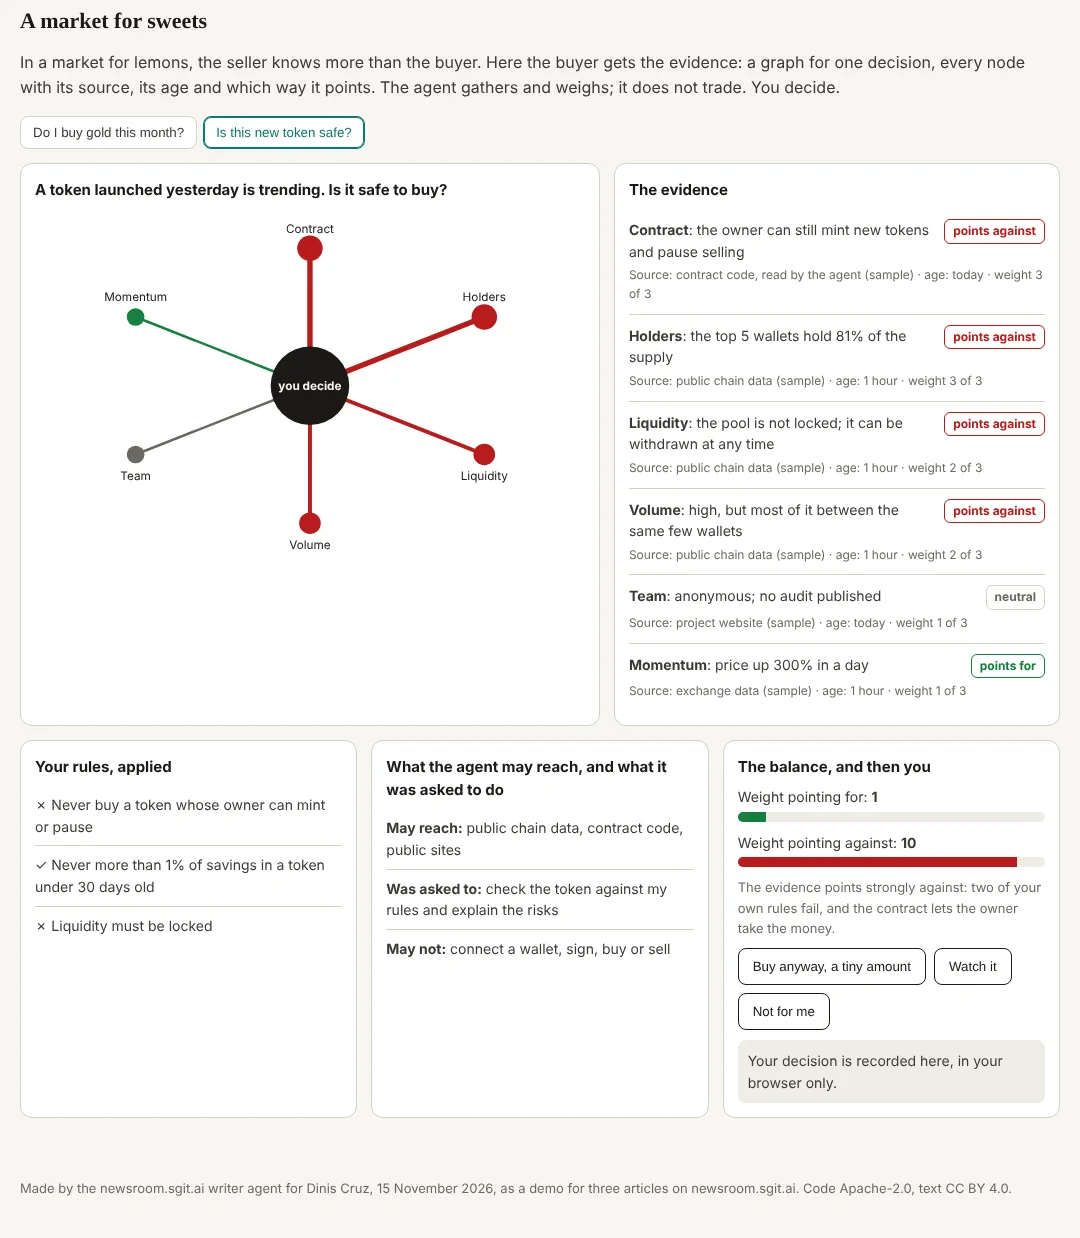 A market for sweets
In a market for lemons, the seller knows more than the buyer. Here the buyer gets the evidence: a graph for one decision, every node
with its source, its age and which way it points. The agent gathers and weighs; it does not trade. You decide.
Do I buy gold this month?
Is this new token safe?
A token launched yesterday is trending. Is it safe to buy?
Contract
Momentum
Holders
you decide
Team
Liquidity
Volume
The evidence
Contract: the owner can still mint new tokens
and pause selling
points against
Source: contract code, read by the agent (sample) · age: today · weight 3
of 3
Holders: the top 5 wallets hold 81% of the
supply
points against
Source: public chain data (sample) · age: 1 hour · weight 3 of 3
Liquidity: the pool is not locked; it can be
withdrawn at any time
points against
Source: public chain data (sample) · age: 1 hour · weight 2 of 3
Volume: high, but most of it between the
same few wallets
points against
Source: public chain data (sample) · age: 1 hour · weight 2 of 3
Team: anonymous; no audit published
neutral
Source: project website (sample) · age: today · weight 1 of 3
Momentum: price up 300% in a day
points for
Source: exchange data (sample) · age: 1 hour · weight 1 of 3
Your rules, applied
× Never buy a token whose owner can mint
or pause
✓ Never more than 1% of savings in a token
under 30 days old
× Liquidity must be locked
What the agent may reach, and what it
was asked to do
May reach: public chain data, contract code,
public sites
Was asked to: check the token against my
rules and explain the risks
May not: connect a wallet, sign, buy or sell
The balance, and then you
Weight pointing for: 1
Weight pointing against: 10
The evidence points strongly against: two of your
own rules fail, and the contract lets the owner
take the money.
Buy anyway, a tiny amount
Watch it
Not for me
Your decision is recorded here, in your
browser only.
Made by the newsroom.sgit.ai writer agent for Dinis Cruz, 15 November 2026, as a demo for three articles on newsroom.sgit.ai. Code Apache-2.0, text CC BY 4.0.